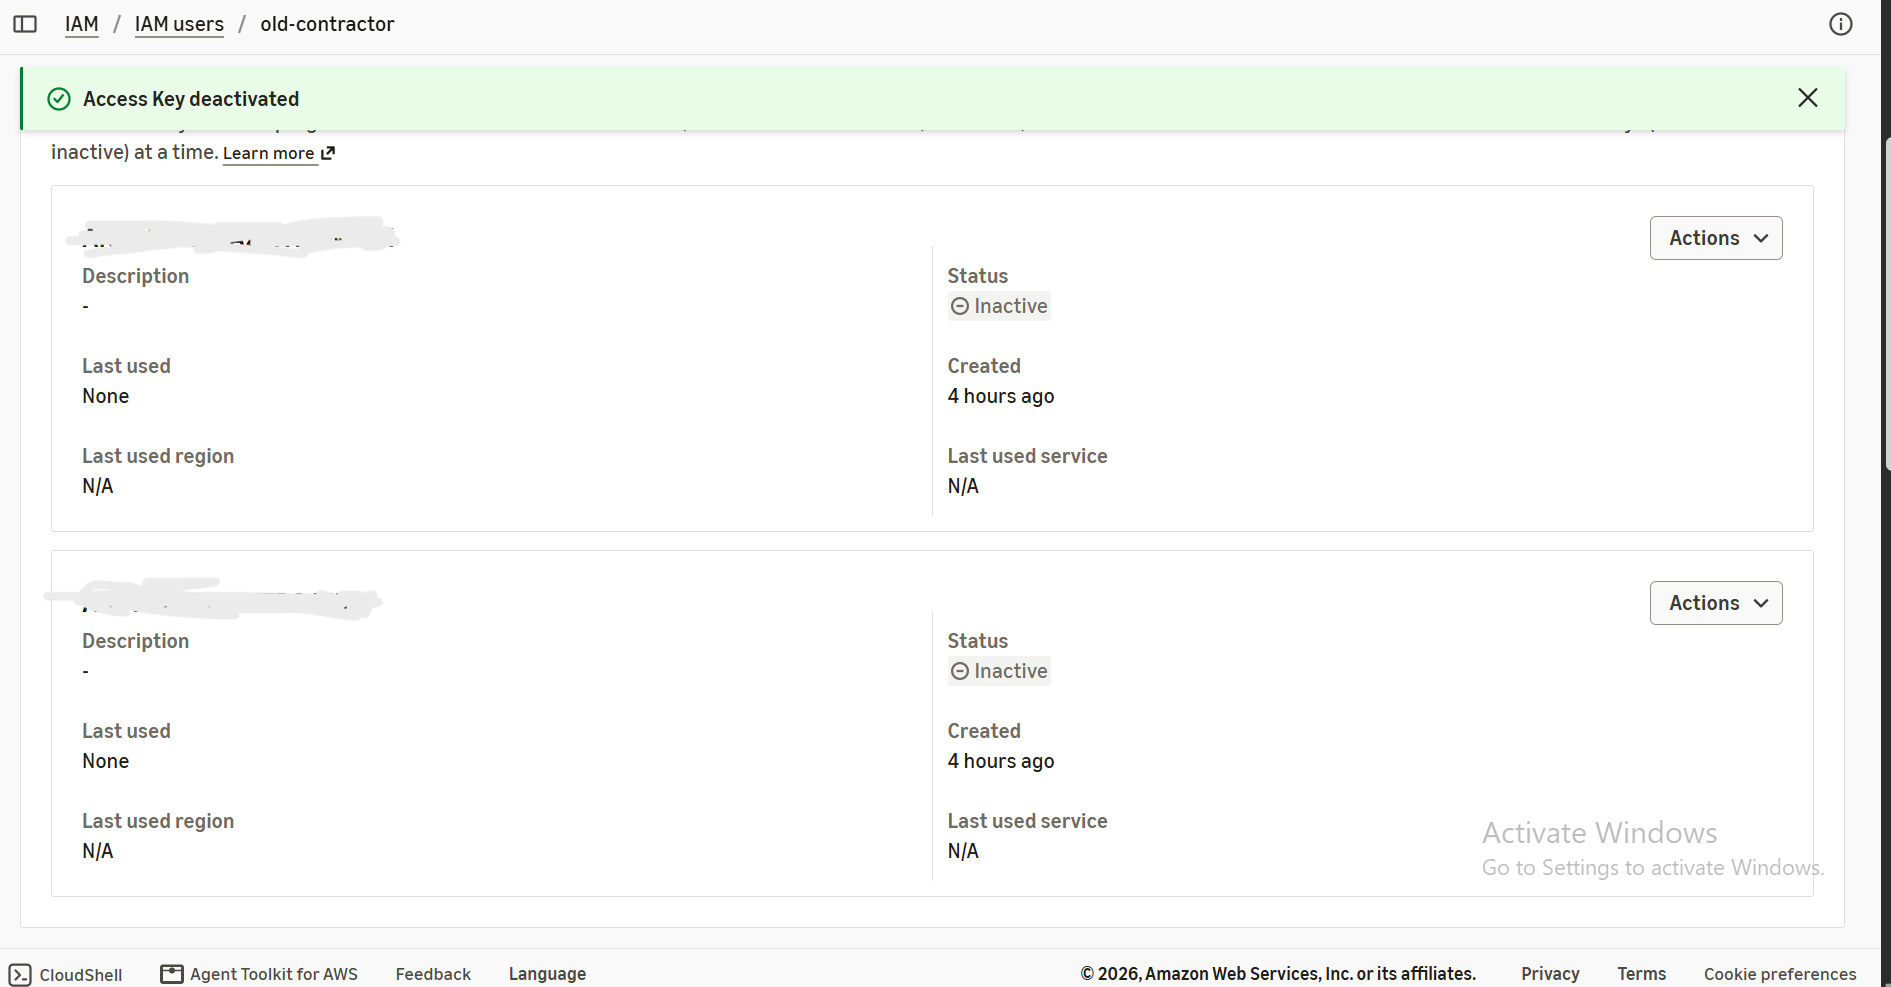 IAM / IAM users / old-contractor
Access Key deactivated
inactive) at a time. Learn more
Actions
Description
-
Status
Inactive
Last used
None
Created
4 hours ago
Last used region
N/A
Last used service
N/A
Actions
Description
-
Status
Inactive
Last used
None
Created
4 hours ago
Last used region
N/A
Last used service
N/A
Activate Windows
Go to Settings to activate Windows.
CloudShell Agent Toolkit for AWS Feedback Language © 2026, Amazon Web Services, Inc. or its affiliates. Privacy Terms Cookie preferences